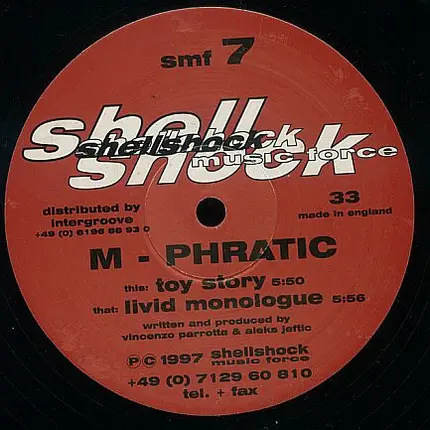 smf 7
shell
shock
shellshock
music force
33
made in england
distributed by
intergroove
+49 (0) 6196 88 93 0
M - PHRATIC
this: toy story 5:50
that: livid monologue 5:56
written and produced by
vincenzo parrotta & aleks jeftic
Ⓟ © 1997 shellshock
music force
+49 (0) 7129 60 810
tel. + fax